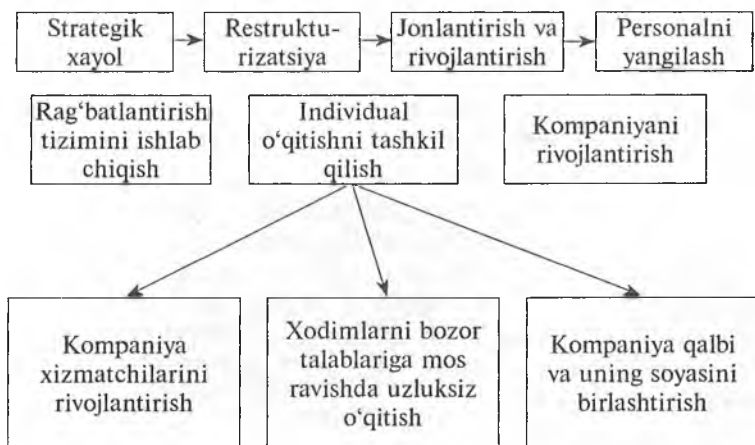 Strategik
xayol
Restruktu-
rizatsiya
Jonlantirish va
rivojlantirish
Personalni
yangilash
Rag‘batlantirish
tizimini ishlab
chiqish
Individual
o‘qitishni tashkil
qilish
Kompaniyani
rivojlantirish
Kompaniya
xizmatchilarini
rivojlantirish
Xodimlarni bozor
talablariga mos
ravishda uzluksiz
o‘qitish
Kompaniya qalbi
va uning soyasini
birlashtirish